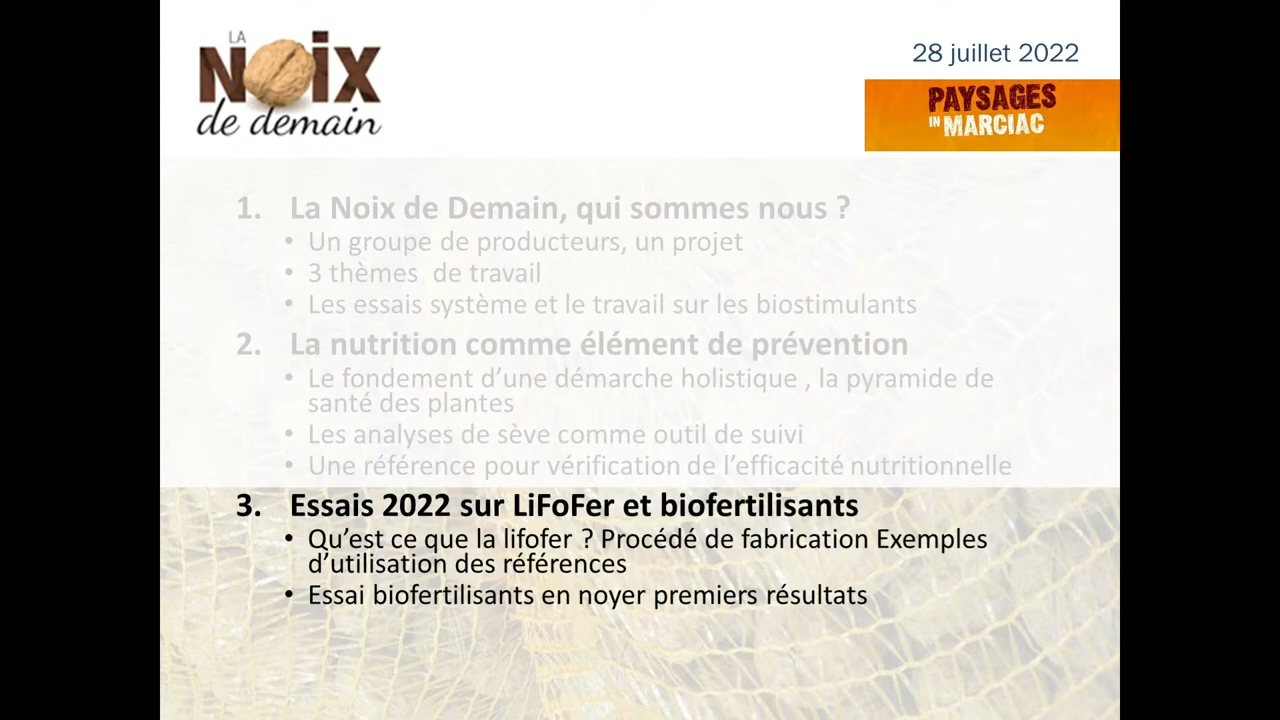 LA
NOIX
de demain
28 juillet 2022
PAYSAGES
IN MARCIAC
1. La Noix de Demain, qui sommes nous ?
• Un groupe de producteurs, un projet
• 3 thèmes de travail
• Les essais système et le travail sur les biostimulants
2. La nutrition comme élément de prévention
• Le fondement d'une démarche holistique , la pyramide de
santé des plantes
• Les analyses de sève comme outil de suivi
• Une référence pour vérification de l'efficacité nutritionnelle
3. Essais 2022 sur LiFoFer et biofertilisants
• Qu'est ce que la lifofer ? Procédé de fabrication Exemples
d'utilisation des références
• Essai biofertilisants en noyer premiers résultats